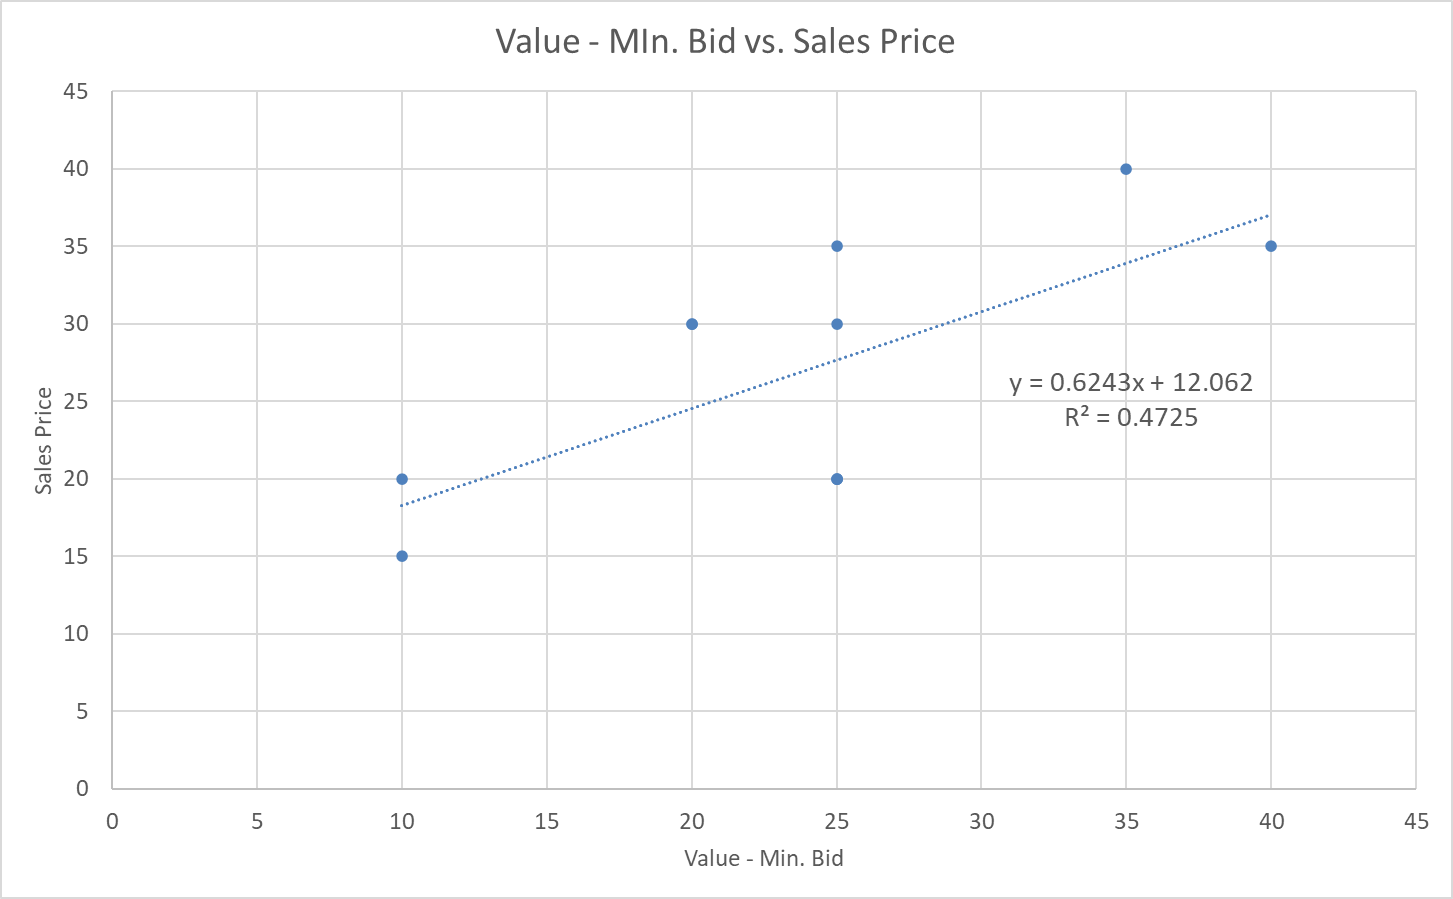 Value - MIn. Bid vs. Sales Price
45
40
35
30
25
20
15
10
5
0
Sales Price
y = 0.6243x + 12.062
R² = 0.4725
0 5 10 15 20 25 30 35 40 45
Value - Min. Bid